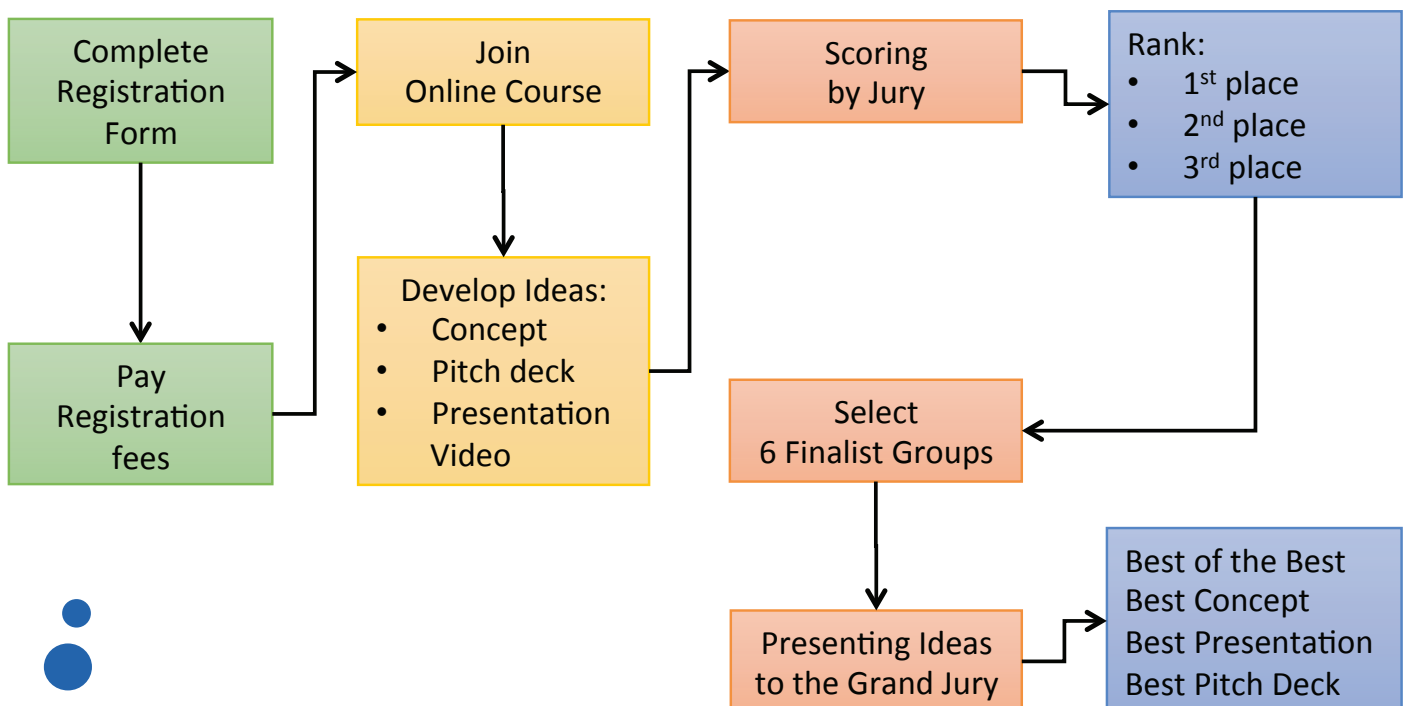 Complete
Registration
Form
Pay
Registration
fees
Join
Online Course
Develop Ideas:
• Concept
• Pitch deck
• Presentation
Video
Scoring
by Jury
Rank:
• 1st place
• 2nd place
• 3rd place
Select
6 Finalist Groups
Presenting Ideas
to the Grand Jury
Best of the Best
Best Concept
Best Presentation
Best Pitch Deck